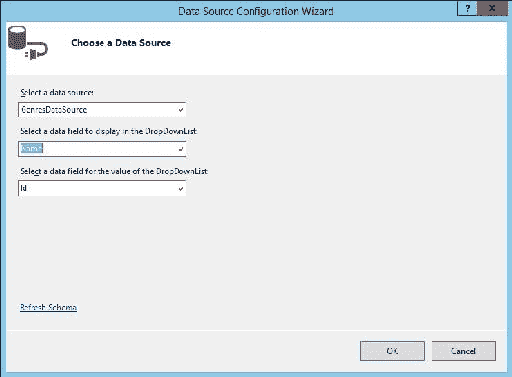 Data Source Configuration Wizard
?
x
Choose a Data Source
Select a data source:
GenresDataSource
Select a data field to display in the DropDownList:
Name
Select a data field for the value of the DropDownList:
Id
Refresh Schema
OK
Cancel